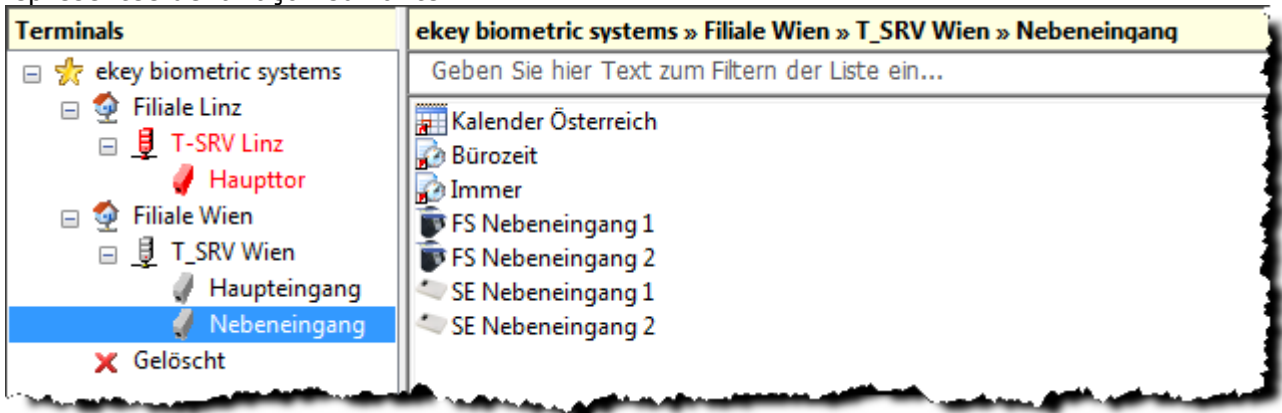 Terminals
ekey biometric systems
Filiale Linz
T-SRV Linz
Haupttor
Filiale Wien
T_SRV Wien
Haupteingang
Nebeneingang
Gelöscht
ekey biometric systems » Filiale Wien » T_SRV Wien » Nebeneingang
Geben Sie hier Text zum Filtern der Liste ein...
Kalender Österreich
Bürozeit
Immer
FS Nebeneingang 1
FS Nebeneingang 2
SE Nebeneingang 1
SE Nebeneingang 2